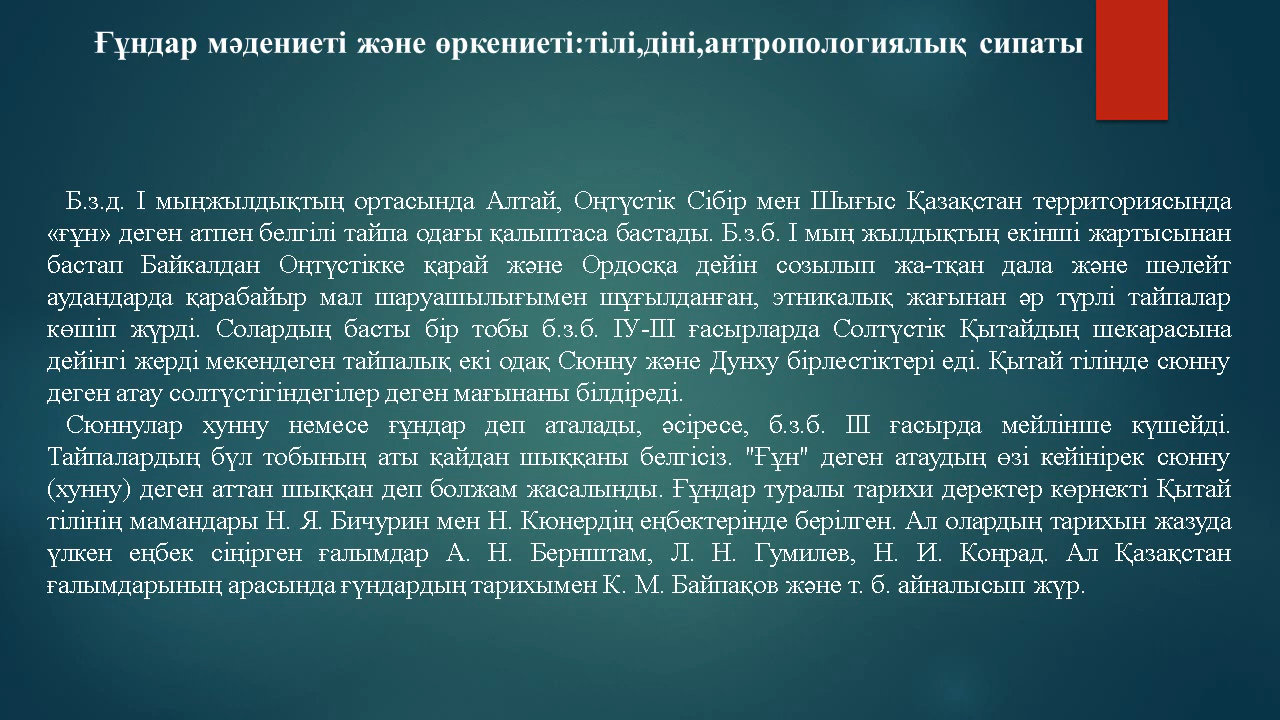 Ғұндар мәдениеті және өркениеті:тілі,діні,антропологиялық сипаты
Б.з.д. І мыңжылдықтың ортасында Алтай, Оңтүстік Сібір мен Шығыс Қазақстан территориясында
«ғұн» деген атпен белгілі тайпа одағы қалыптаса бастады. Б.з.б. І мың жылдықтың екінші жартысынан
бастап Байкалдан Оңтүстікке қарай және Ордосқа дейін созылып жа-тқан дала және шөлейт
аудандарда қарабайыр мал шаруашылығымен шұғылданған, этникалық жағынан әр түрлі тайпалар
көшіп жүрді. Солардың басты бір тобы б.з.б. ІУ-ІІІ ғасырларда Солтүстік Қытайдың шекарасына
дейінгі жерді мекендеген тайпалық екі одақ Сюнну және Дунху бірлестіктері еді. Қытай тілінде сюнну
деген атау солтүстігіндегілер деген мағынаны білдіреді.
Сюннулар хунну немесе ғұндар деп аталады, әсіресе, б.з.б. ІІІ ғасырда мейлінше күшейді.
Тайпалардың бүл тобының аты қайдан шыққаны белгісіз. "Ғұн" деген атаудың өзі кейінірек сюнну
(хунну) деген аттан шыққан деп болжам жасалынды. Ғұндар туралы тарихи деректер көрнекті Қытай
тілінің мамандары Н. Я. Бичурин мен Н. Кюнердің еңбектерінде берілген. Ал олардың тарихын жазуда
үлкен еңбек сіңірген ғалымдар А. Н. Бернштам, Л. Н. Гумилев, Н. И. Конрад. Ал Қазақстан
ғалымдарының арасында ғүндардың тарихымен К. М. Байпақов және т. б. айналысып жүр.